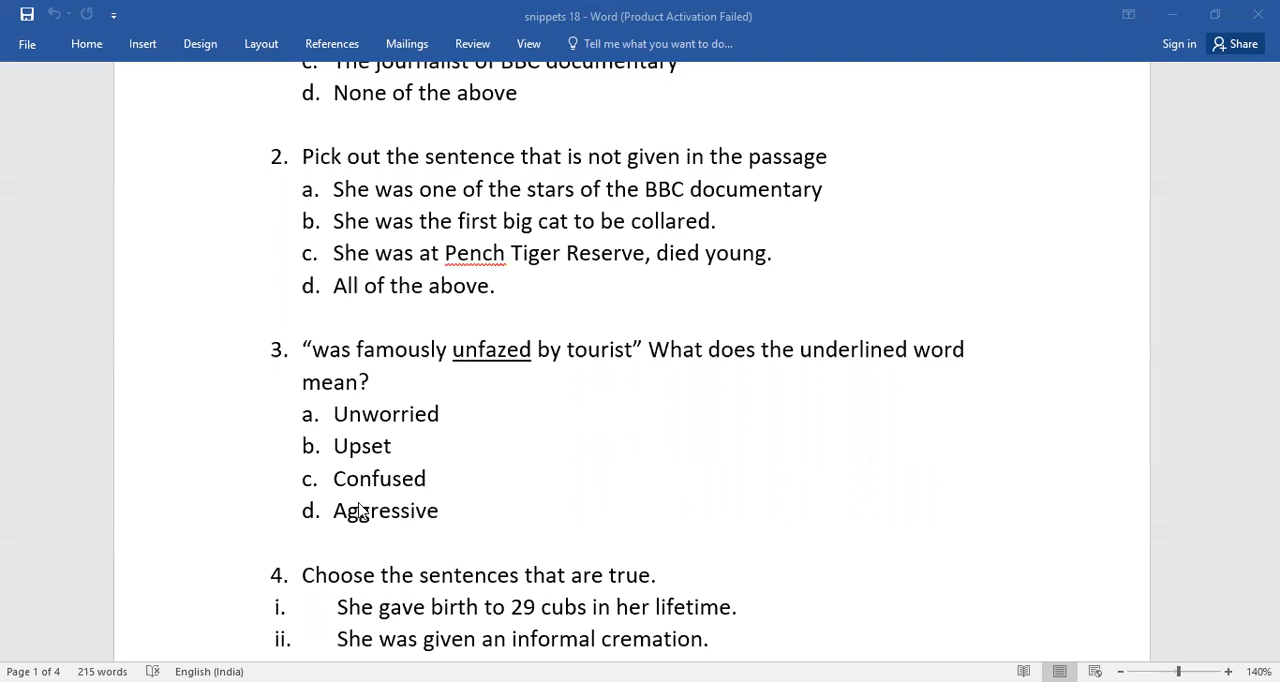 snippets 18 - Word (Product Activation Failed)
File Home Insert Design Layout References Mailings Review View Tell me what you want to do... Sign in Share
c. The journalist of BBC documentary
d. None of the above
2. Pick out the sentence that is not given in the passage
a. She was one of the stars of the BBC documentary
b. She was the first big cat to be collared.
c. She was at Pench Tiger Reserve, died young.
d. All of the above.
3. “was famously unfazed by tourist” What does the underlined word
mean?
a. Unworried
b. Upset
c. Confused
d. Aggressive
4. Choose the sentences that are true.
i. She gave birth to 29 cubs in her lifetime.
ii. She was given an informal cremation.
Page 1 of 4 215 words English (India) 140%